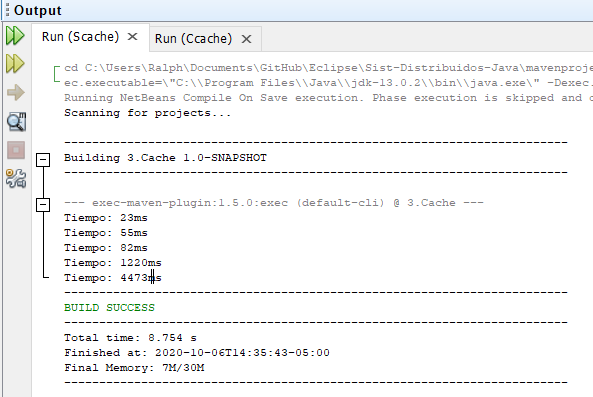 Output
Run (Scache) × Run (Ccache) ×
cd C:\Users\Ralph\Documents\GitHub\Eclipse\Sist-Distribuidos-Java\mavenproje
ec.executable=\"C:\\Program Files\\Java\\jdk-13.0.2\\bin\\java.exe\" -Dexec.
Running NetBeans Compile On Save execution. Phase execution is skipped and o
Scanning for projects...
------------------------------------------------------------------------
Building 3.Cache 1.0-SNAPSHOT
------------------------------------------------------------------------
--- exec-maven-plugin:1.5.0:exec (default-cli) @ 3.Cache ---
Tiempo: 23ms
Tiempo: 55ms
Tiempo: 82ms
Tiempo: 1220ms
Tiempo: 4473ms
------------------------------------------------------------------------
BUILD SUCCESS
------------------------------------------------------------------------
Total time: 8.754 s
Finished at: 2020-10-06T14:35:43-05:00
Final Memory: 7M/30M
------------------------------------------------------------------------